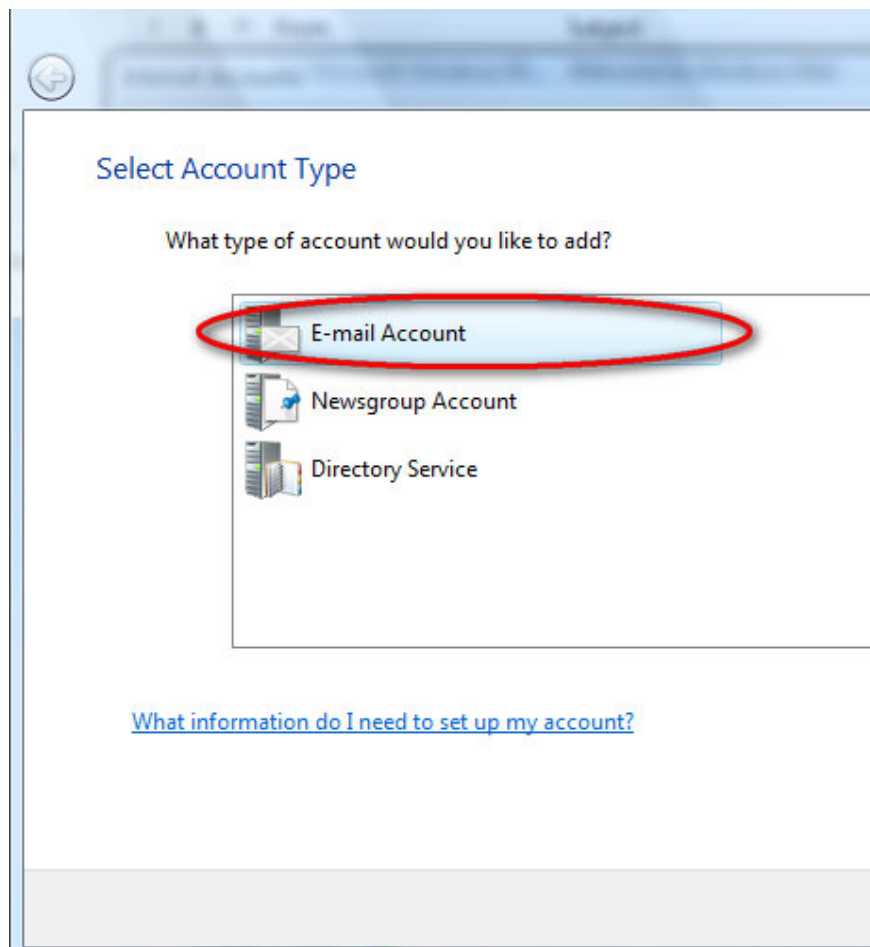 Select Account Type
What type of account would you like to add?
E-mail Account
Newsgroup Account
Directory Service
What information do I need to set up my account?